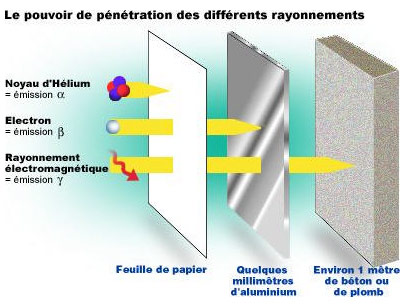 Le pouvoir de pénétration des différents rayonnements
Noyau d'Hélium
= émission α
Electron
= émission β
Rayonnement
électromagnétique
= émission γ
Feuille de papier
Quelques
millimètres
d'aluminium
Environ 1 mètre
de bêton ou
de plomb